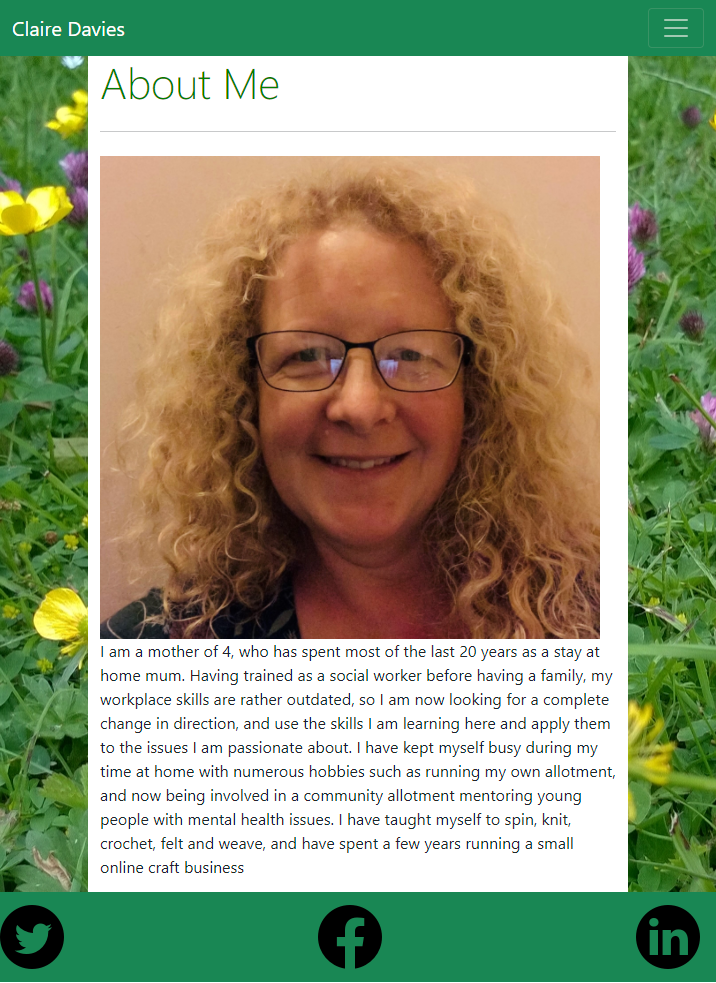 Claire Davies
About Me
I am a mother of 4, who has spent most of the last 20 years as a stay at
home mum. Having trained as a social worker before having a family, my
workplace skills are rather outdated, so I am now looking for a complete
change in direction, and use the skills I am learning here and apply them
to the issues I am passionate about. I have kept myself busy during my
time at home with numerous hobbies such as running my own allotment,
and now being involved in a community allotment mentoring young
people with mental health issues. I have taught myself to spin, knit,
crochet, felt and weave, and have spent a few years running a small
online craft business